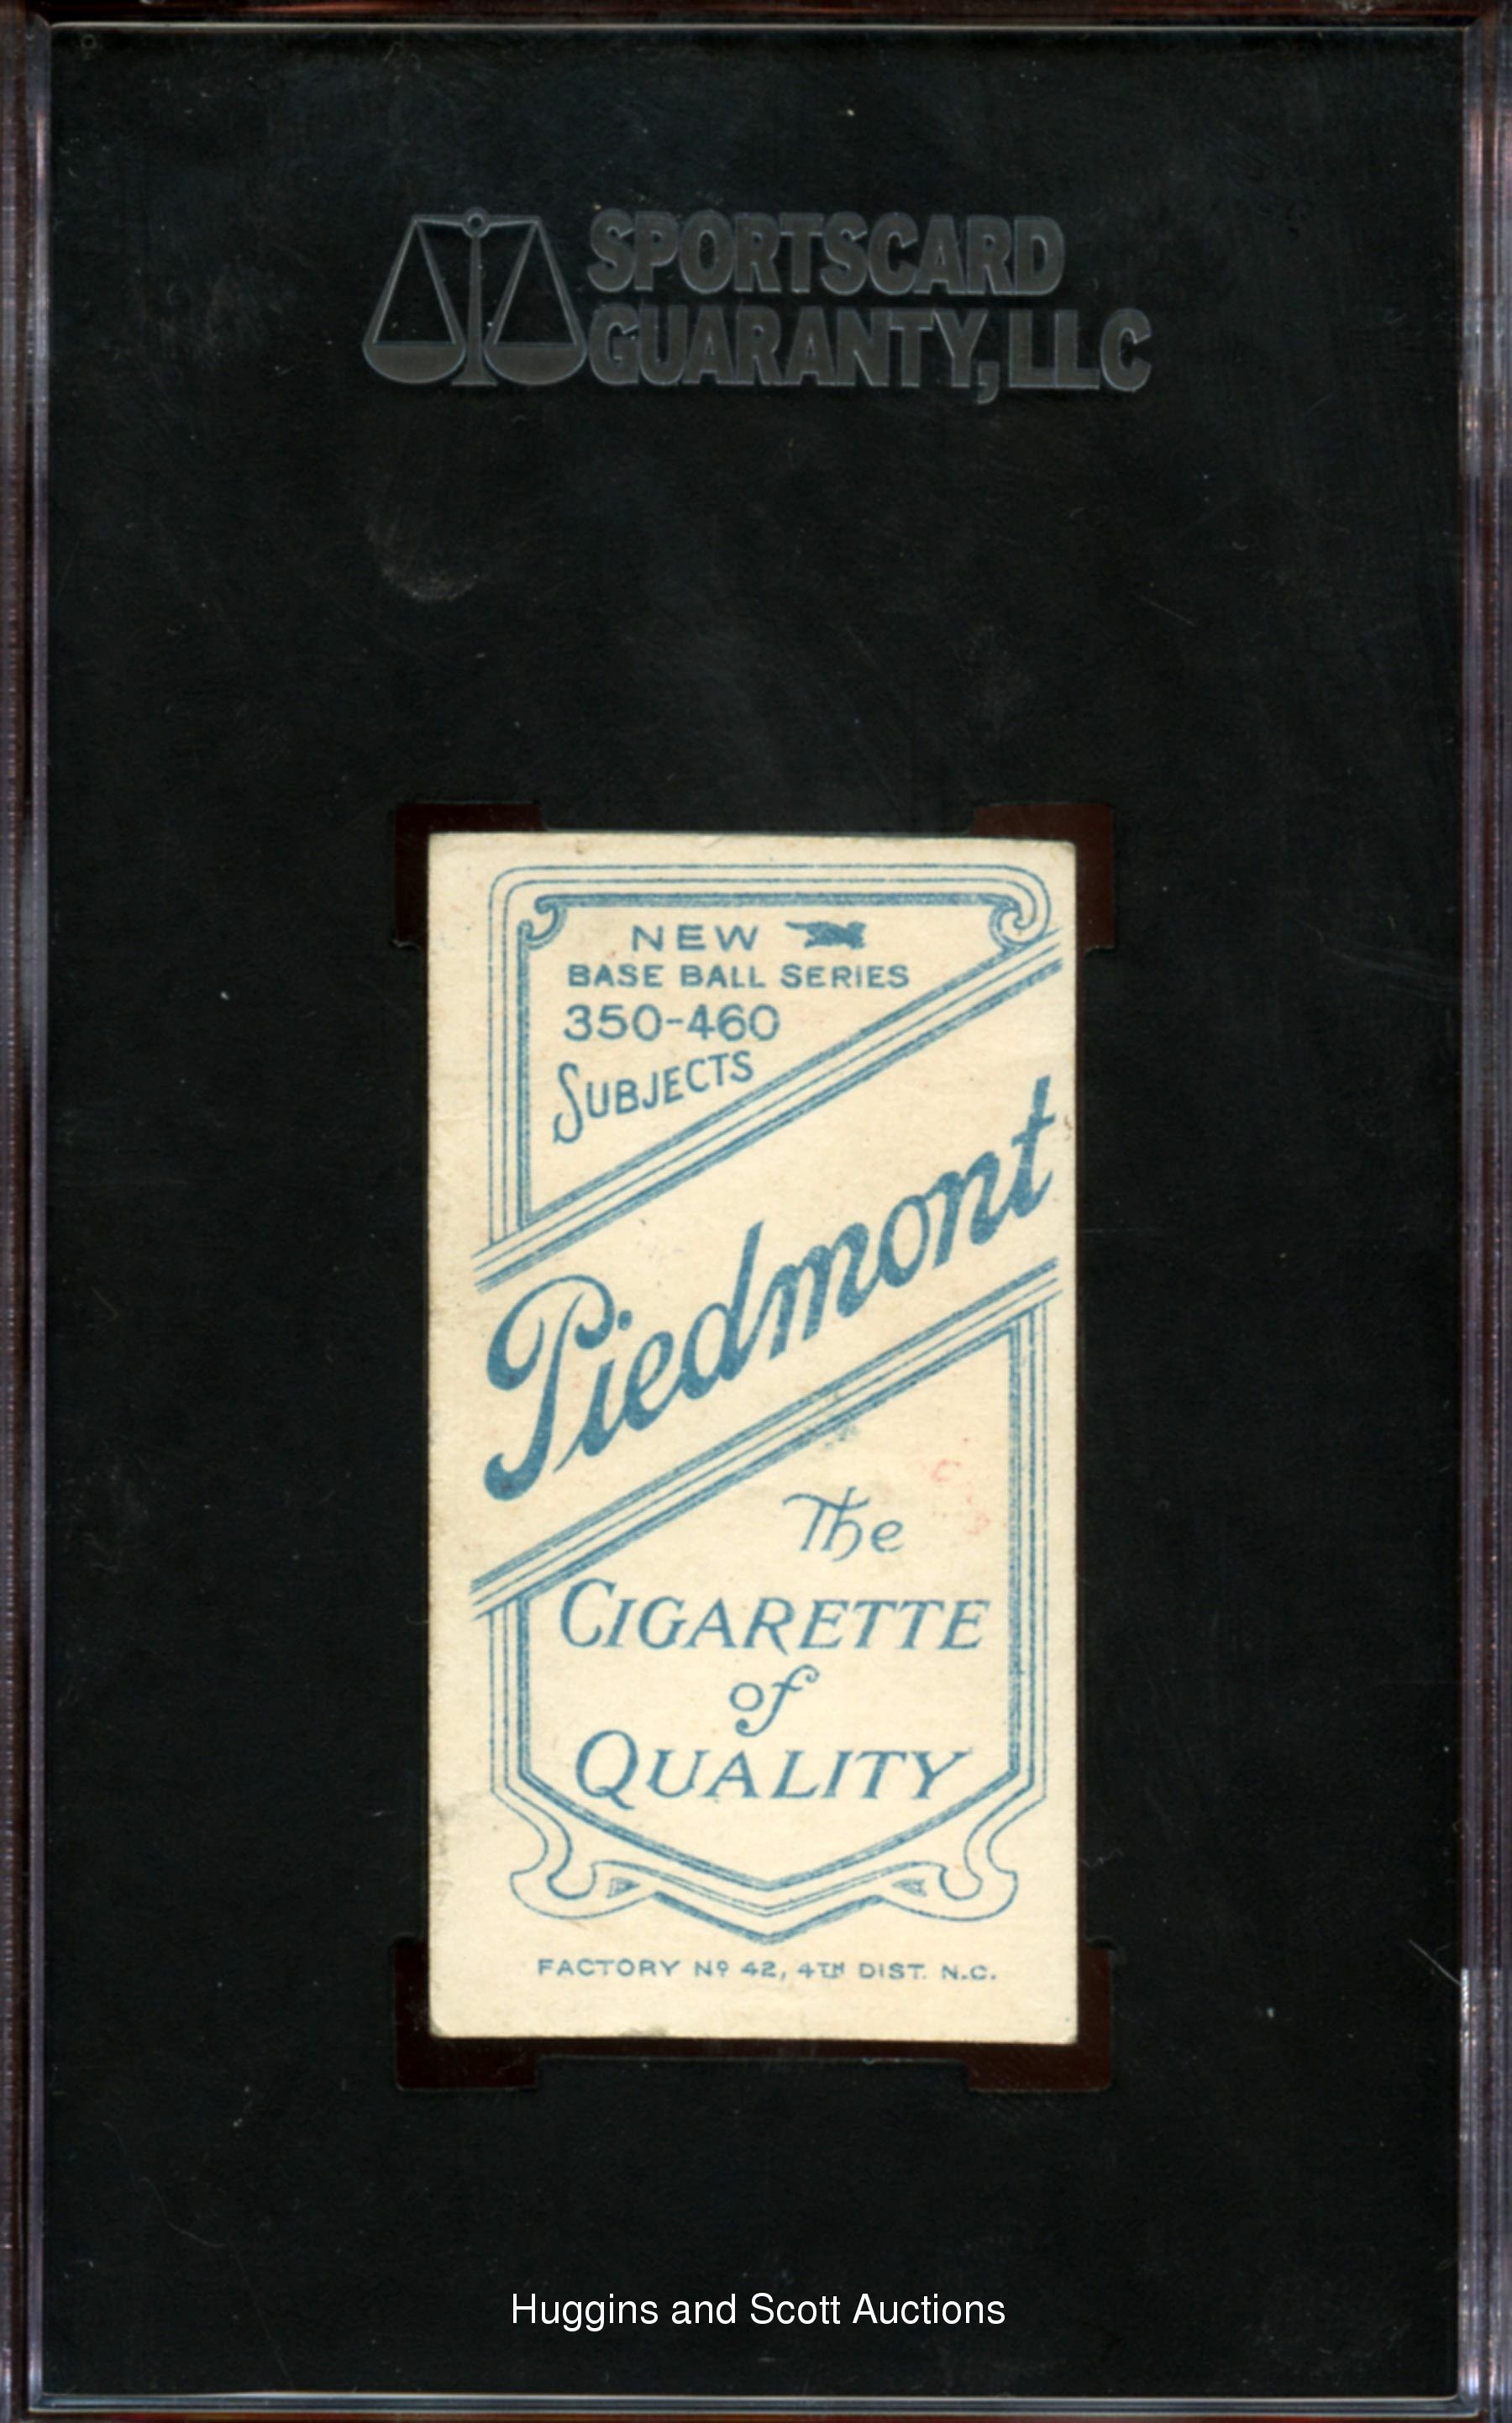 SPORTSCARD
GUARANTY, LLC
NEW
BASE BALL SERIES
350-460
SUBJECTS
Piedmont
The
CIGARETTE
of
QUALITY
FACTORY Nº 42, 4TH DIST. N.C.
Huggins and Scott Auctions